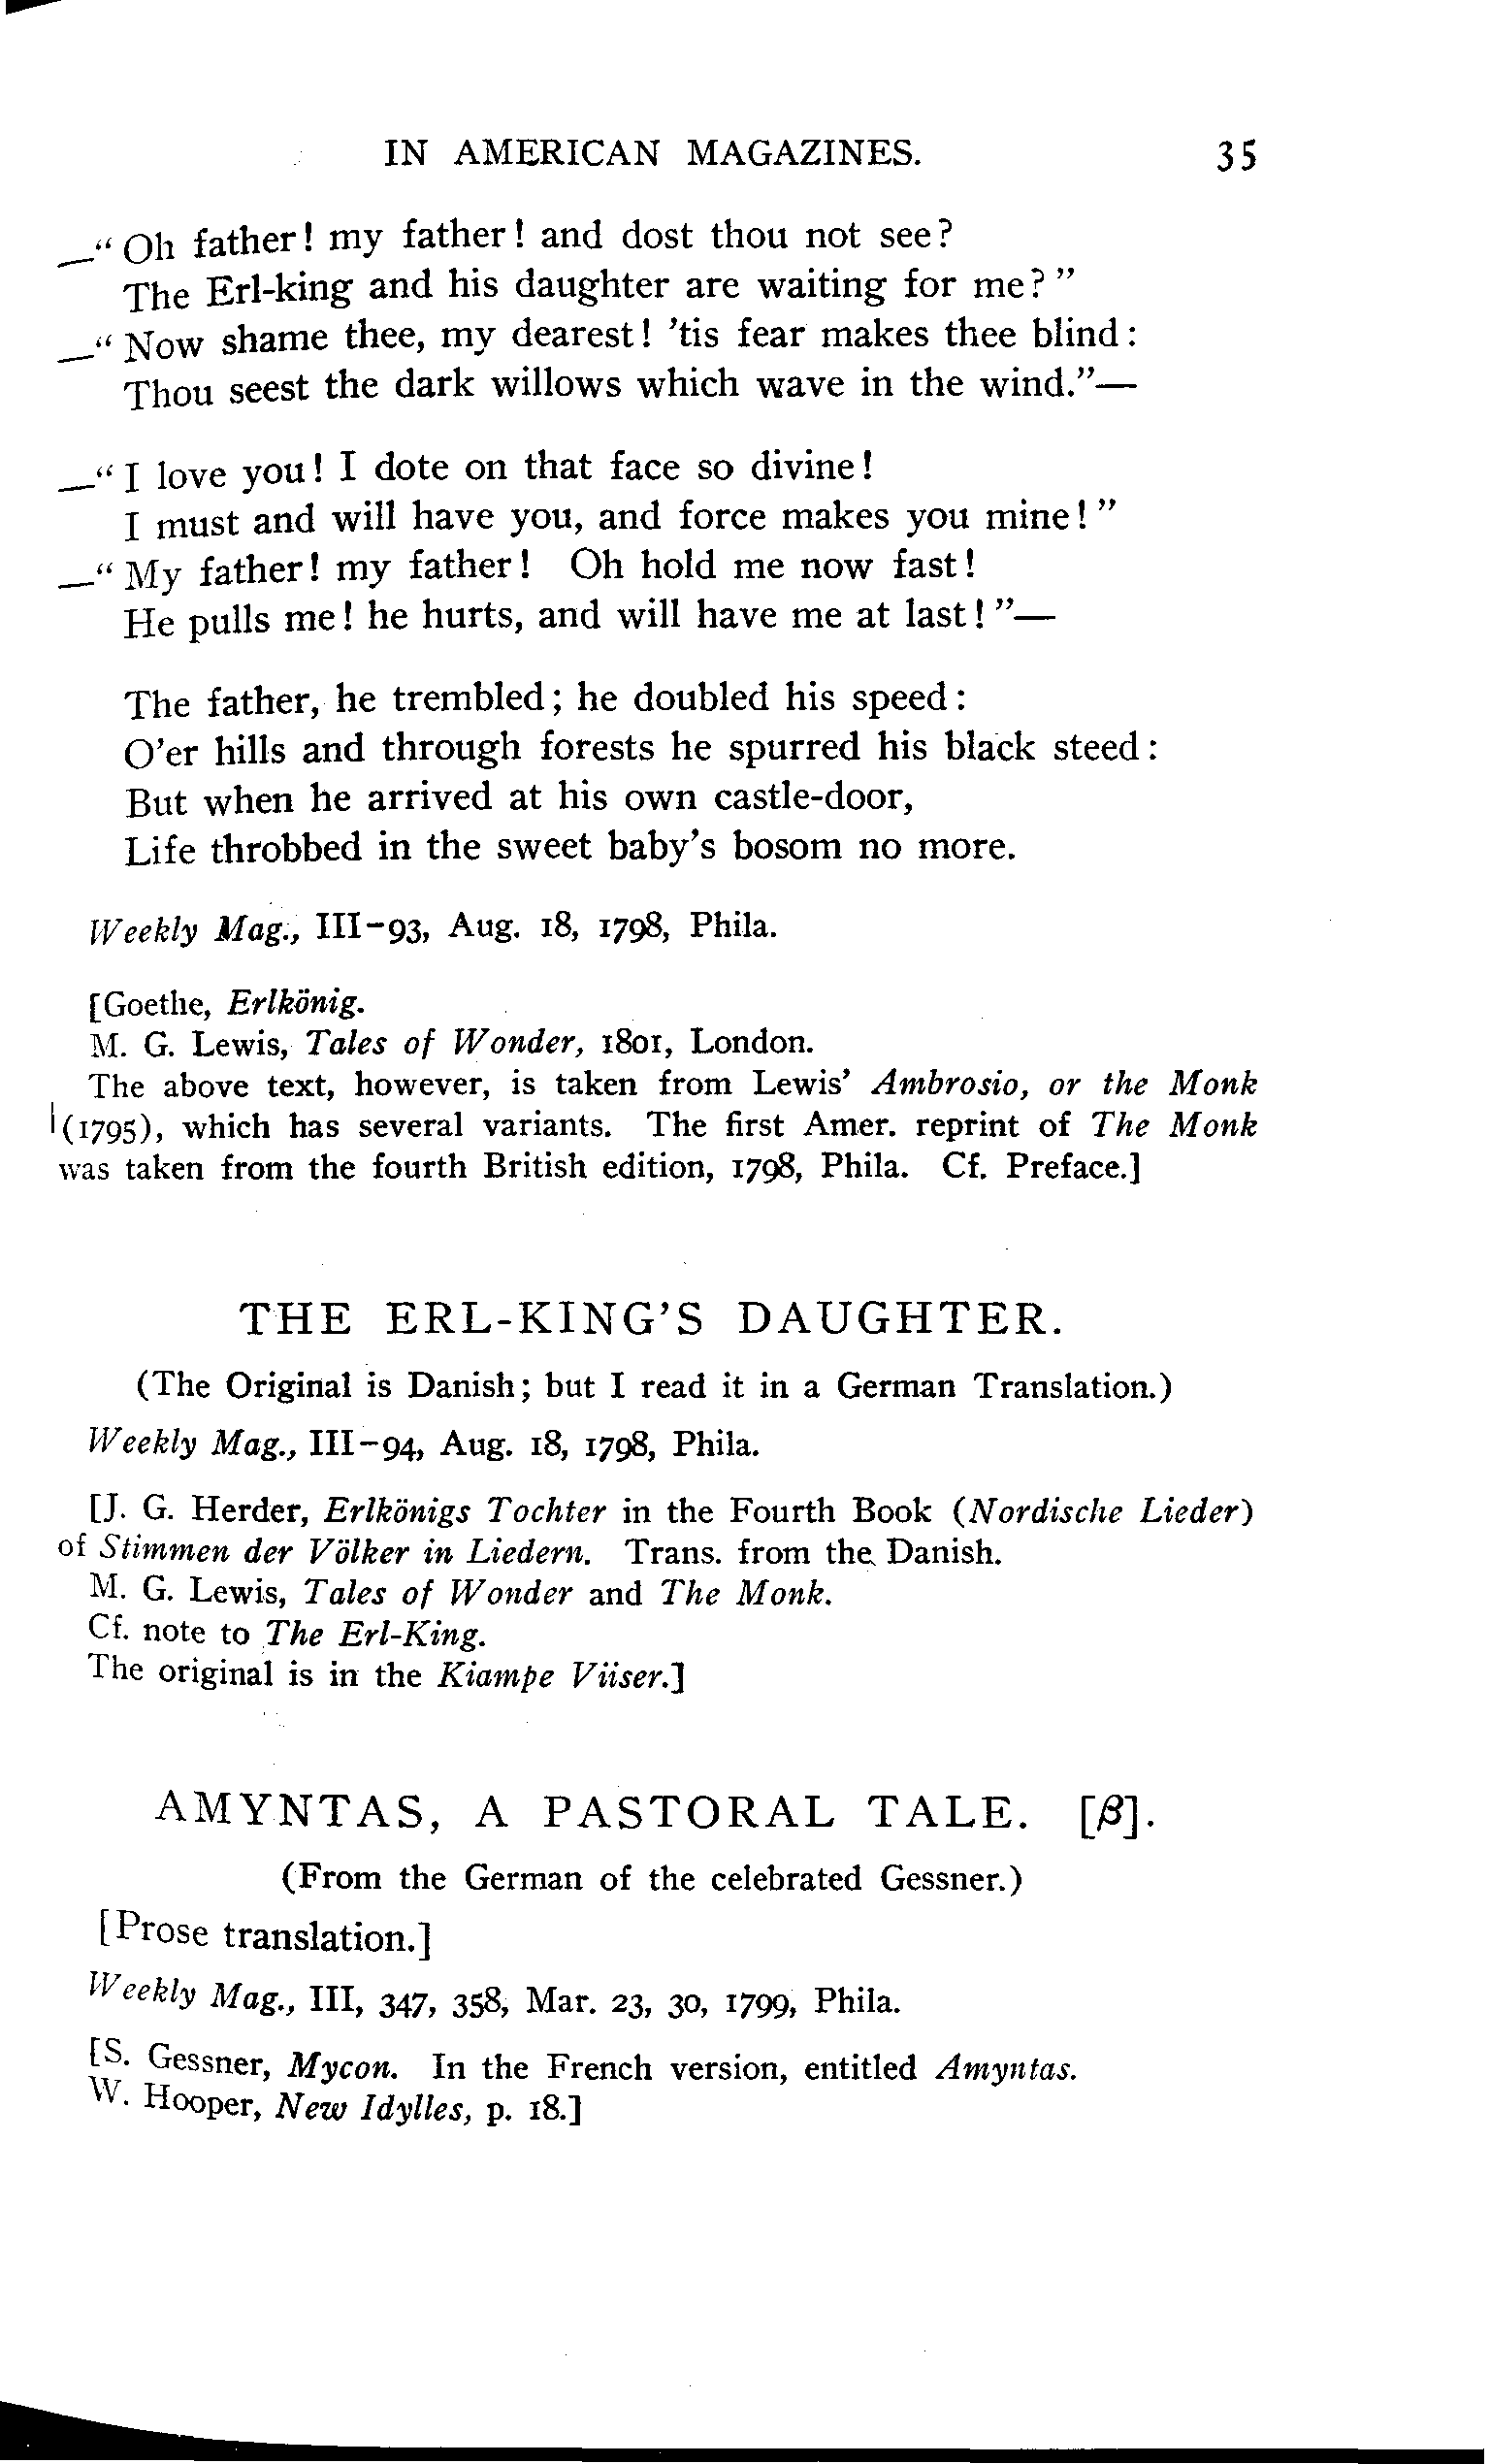 IN AMERICAN MAGAZINES. 35
—“ Oh father! my father! and dost thou not see?
The Erl-king and his daughter are waiting for me? ”
—“ Now shame thee, my dearest! ’tis fear makes thee blind:
Thou seest the dark willows which wave in the wind.”—
—“ I love you! I dote on that face so divine!
I must and will have you, and force makes you mine! ”
—“ My father! my father! Oh hold me now fast!
He pulls me! he hurts, and will have me at last! ”—
The father, he trembled; he doubled his speed:
O’er hills and through forests he spurred his black steed:
But when he arrived at his own castle-door,
Life throbbed in the sweet baby’s bosom no more.
Weekly Mag., III–93, Aug. 18, 1798, Phila.
[Goethe, Erlkönig.
M. G. Lewis, Tales of Wonder, 1801, London.
The above text, however, is taken from Lewis’ Ambrosio, or the Monk
(1795), which has several variants. The first Amer. reprint of The Monk
was taken from the fourth British edition, 1798, Phila. Cf. Preface.]
THE ERL-KING’S DAUGHTER.
(The Original is Danish; but I read it in a German Translation.)
Weekly Mag., III–94, Aug. 18, 1798, Phila.
[J. G. Herder, Erlkönigs Tochter in the Fourth Book (Nordische Lieder)
of Stimmen der Völker in Liedern. Trans. from the Danish.
M. G. Lewis, Tales of Wonder and The Monk.
Cf. note to The Erl-King.
The original is in the Kiampe Viiser.]
AMYNTAS, A PASTORAL TALE. [β].
(From the German of the celebrated Gessner.)
[Prose translation.]
Weekly Mag., III, 347, 358, Mar. 23, 30, 1799, Phila.
[S. Gessner, Mycon. In the French version, entitled Amyntas.
W. Hooper, New Idylles, p. 18.]